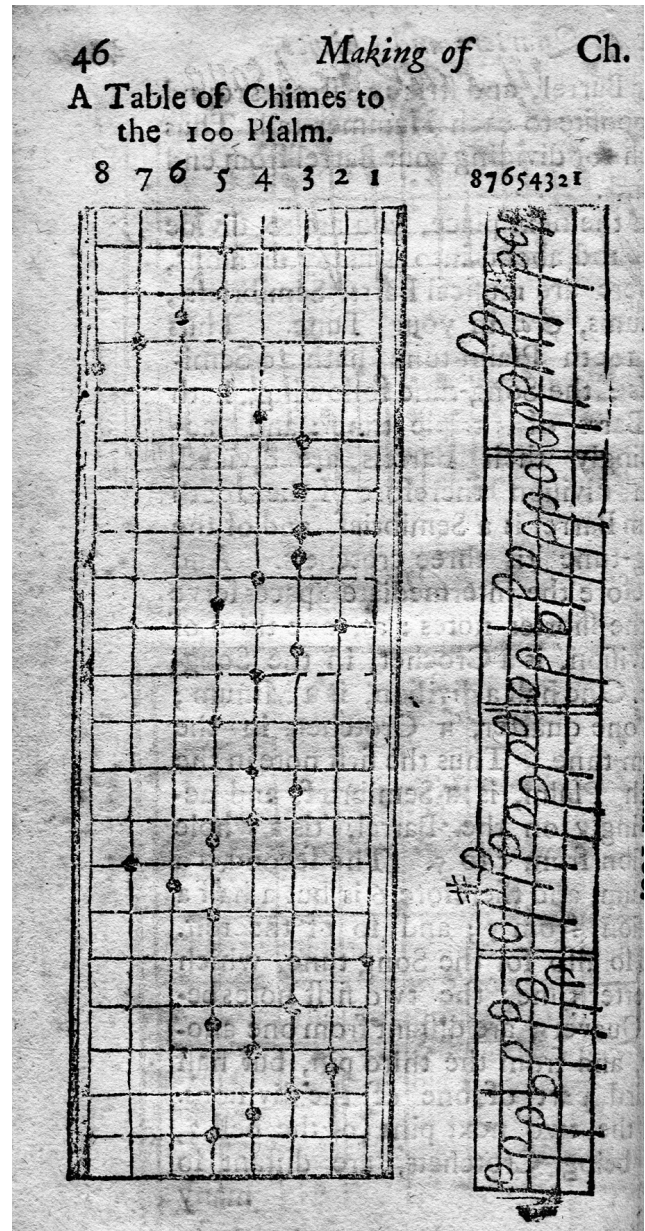 46 Making of Ch.
A Table of Chimes to
the 100 Pſalm.
8 7 6 5 4 3 2 1
87654321